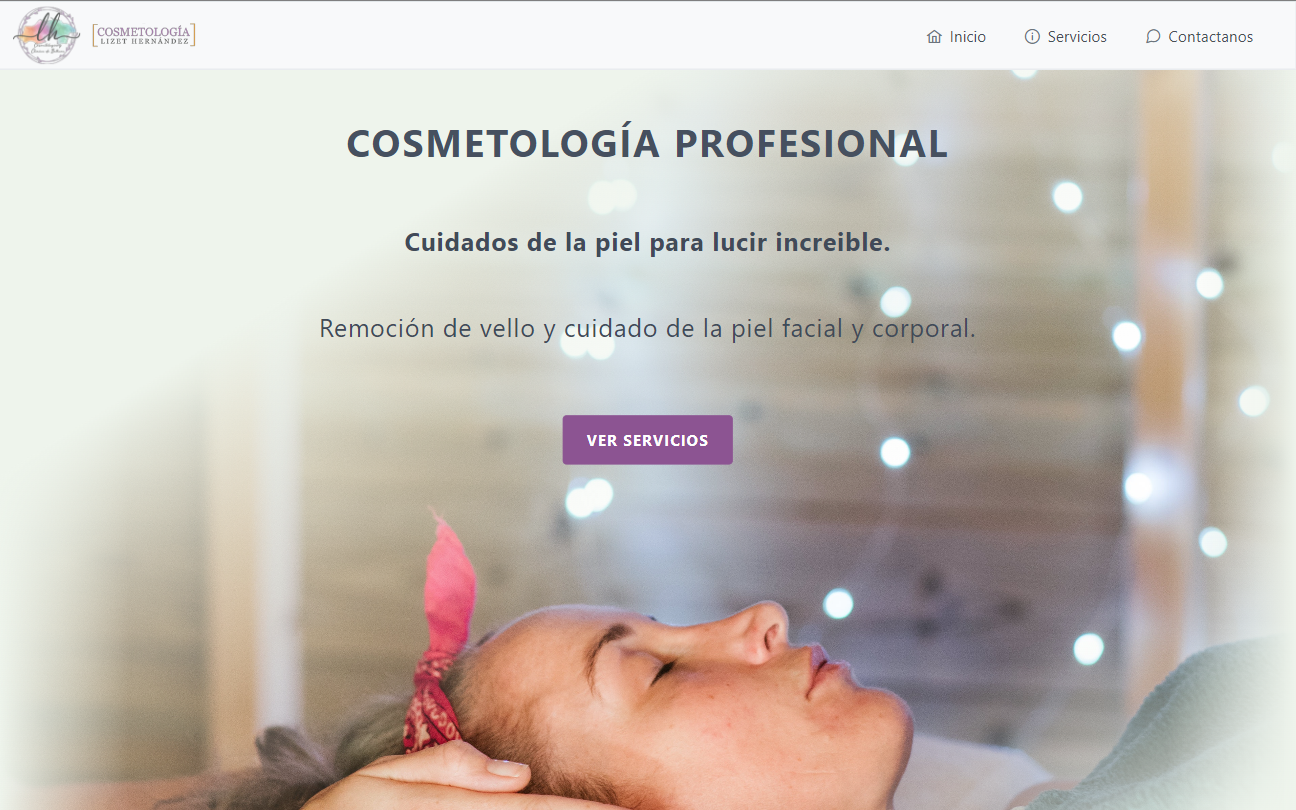 lh
[COSMETOLOGÍA
LIZET HERNÁNDEZ]
Inicio
Servicios
Contactanos
COSMETOLOGÍA PROFESIONAL
Cuidados de la piel para lucir increible.
Remoción de vello y cuidado de la piel facial y corporal.
VER SERVICIOS